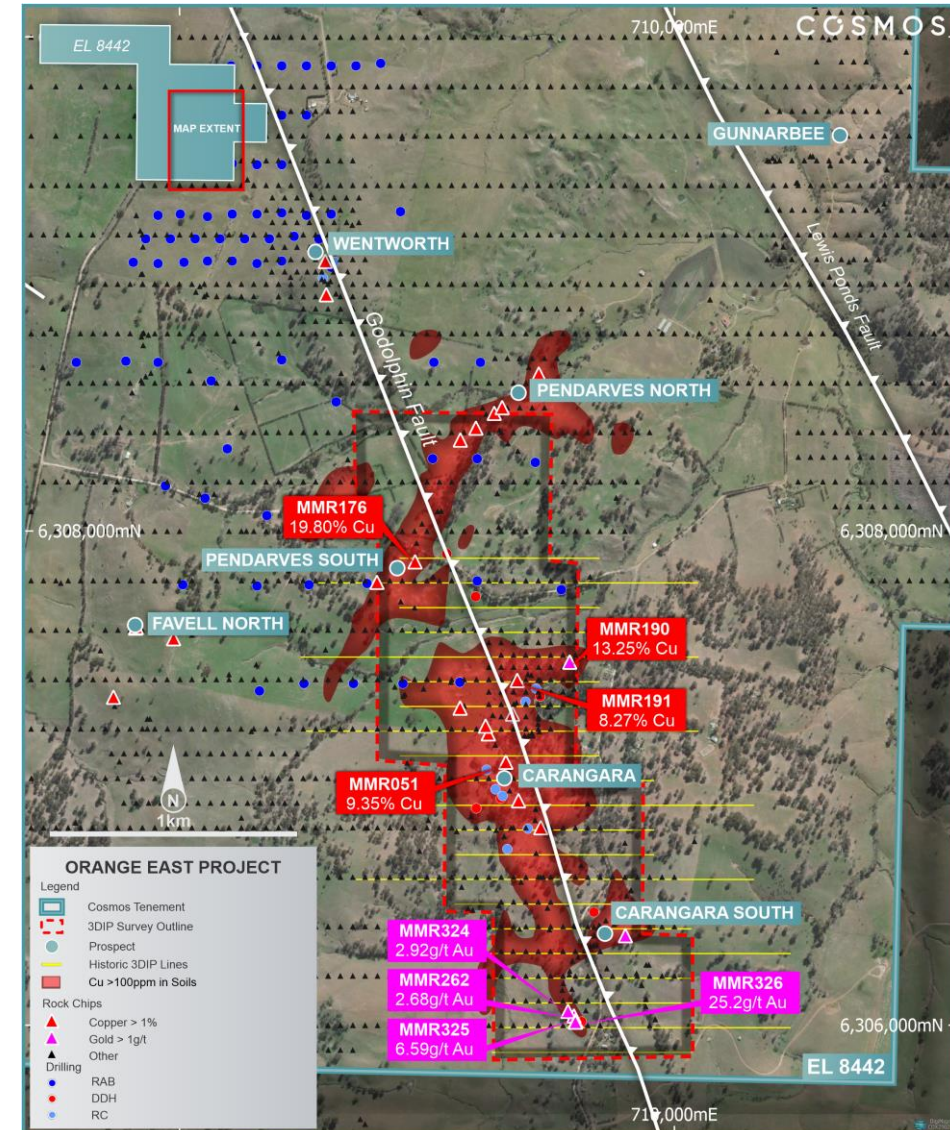 710,000mE
COSMOS
EL 8442
MAP EXTENT
GUNNARBEE
WENTWORTH
Lewis Ponds Fault
Godolphin Fault
PENDARVES NORTH
MMR176
19.80% Cu
6,308,000mN
6,308,000mN
PENDARVES SOUTH
FAVELL NORTH
MMR190
13.25% Cu
MMR191
8.27% Cu
CARANGARA
MMR051
9.35% Cu
N
1km
ORANGE EAST PROJECT
Legend
Cosmos Tenement
3DIP Survey Outline
Prospect
Historic 3DIP Lines
Cu >100ppm in Soils
Rock Chips
Copper > 1%
Gold > 1g/t
Other
Drilling
RAB
DDH
RC
CARANGARA SOUTH
MMR324
2.92g/t Au
MMR262
2.68g/t Au
MMR325
6.59g/t Au
MMR326
25.2g/t Au
6,306,000mN
EL 8442
710,000mE